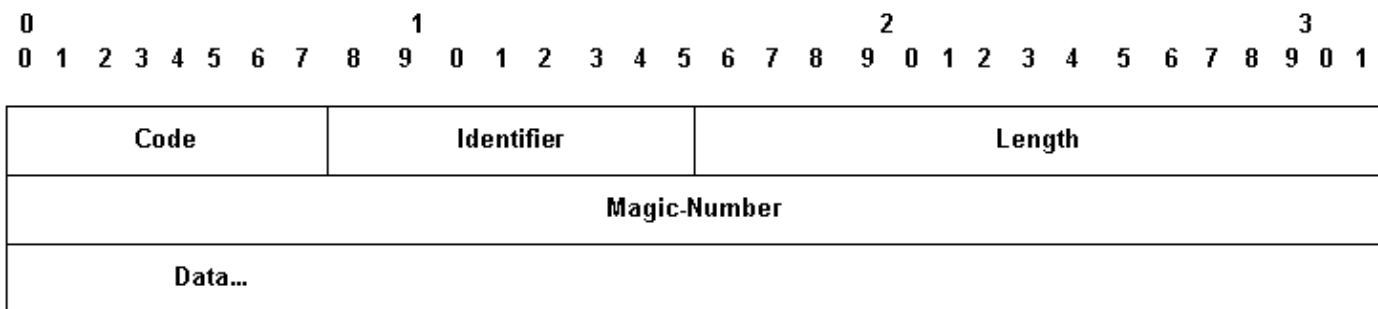 0 1 2 3
0 1 2 3 4 5 6 7 8 9 0 1 2 3 4 5 6 7 8 9 0 1 2 3 4 5 6 7 8 9 0 1
Code Identifier Length
Magic-Number
Data...